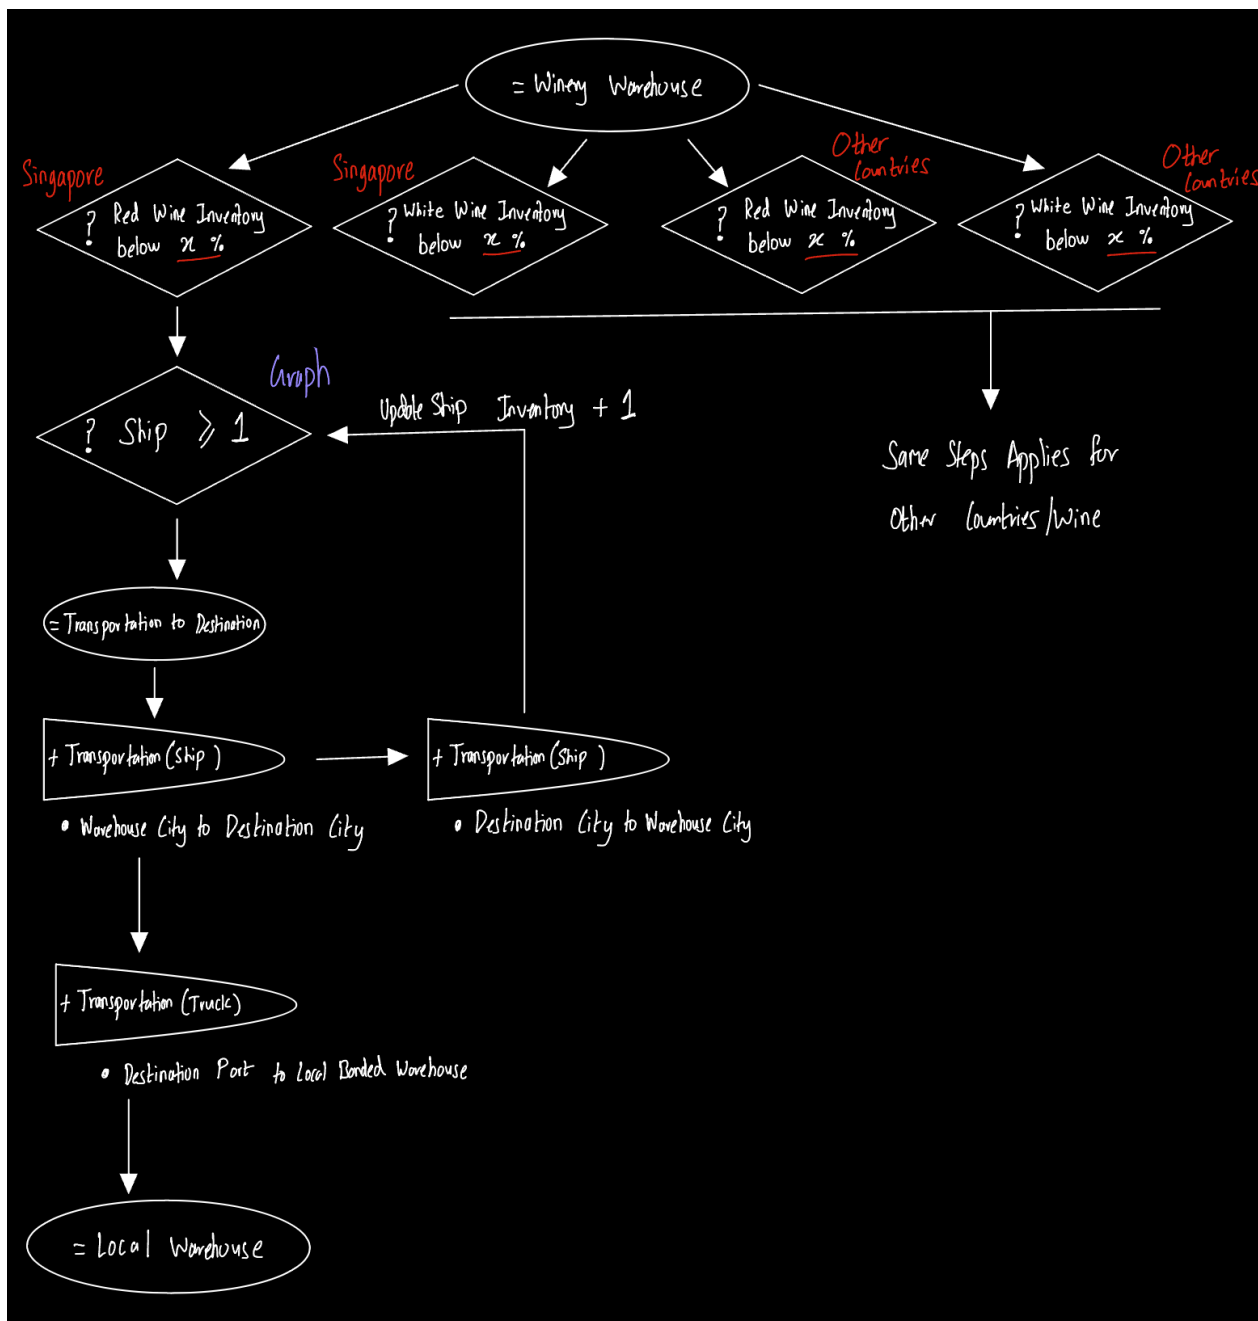 = Winery Warehouse
Singapore
? Red Wine Inventory
below x %
Singapore
? White Wine Inventory
below x %
Other
Countries
? Red Wine Inventory
below x %
Other
Countries
? White Wine Inventory
below x %
Graph
? Ship ⩾ 1
Update Ship Inventory + 1
Same Steps Applies for
Other Countries/Wine
= Transportation to Destination
+ Transportation (Ship)
• Warehouse City to Destination City
+ Transportation (Ship)
• Destination City to Warehouse City
+ Transportation (Truck)
• Destination Port to Local Bonded Warehouse
= Local Warehouse